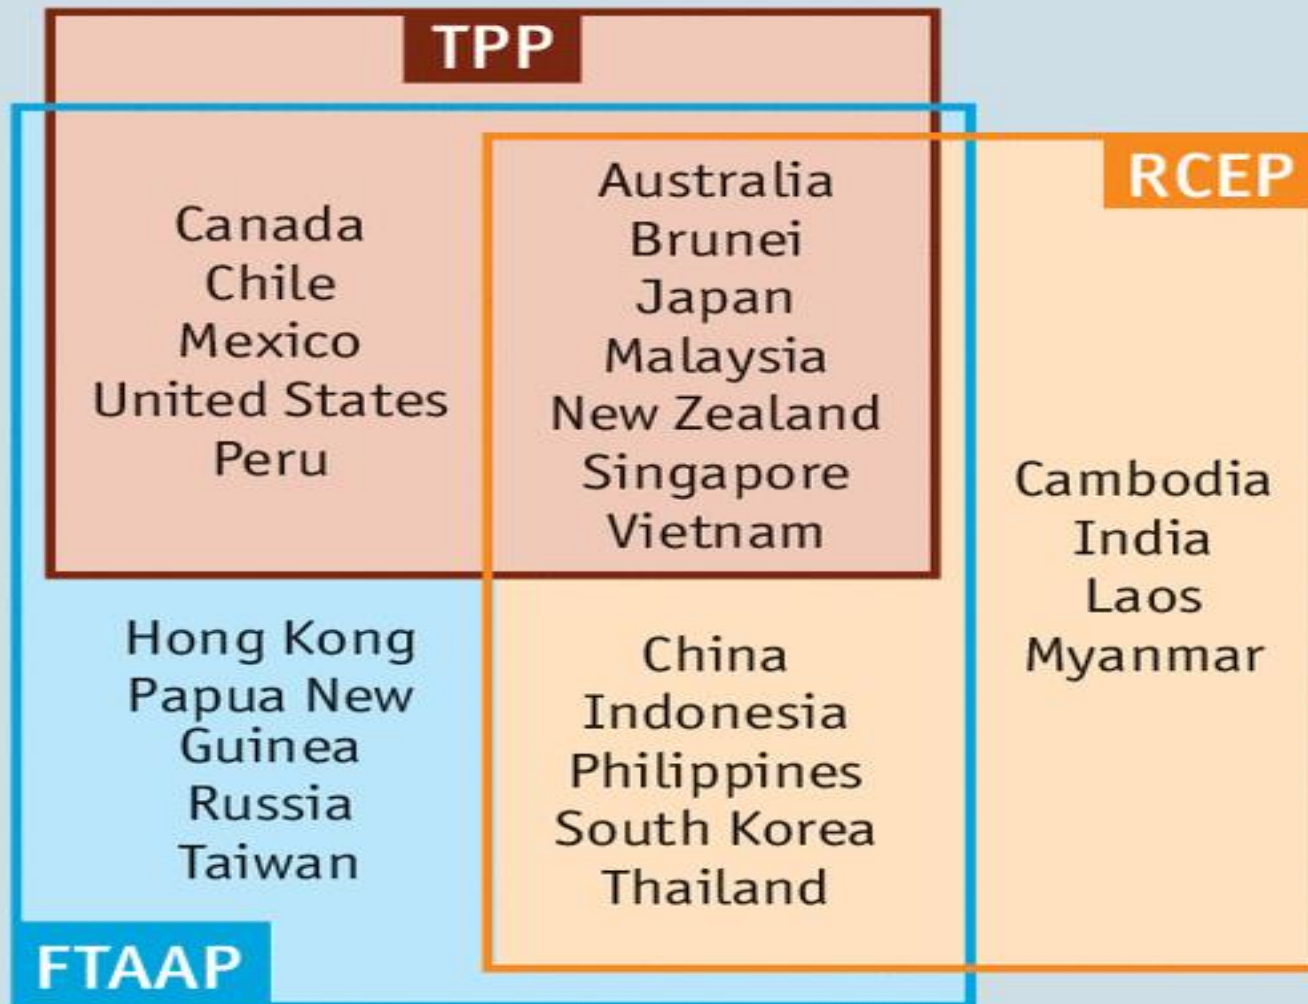 TPP
RCEP
Canada
Chile
Mexico
United States
Peru
Australia
Brunei
Japan
Malaysia
New Zealand
Singapore
Vietnam
Cambodia
India
Laos
Myanmar
Hong Kong
Papua New
Guinea
Russia
Taiwan
China
Indonesia
Philippines
South Korea
Thailand
FTAAP